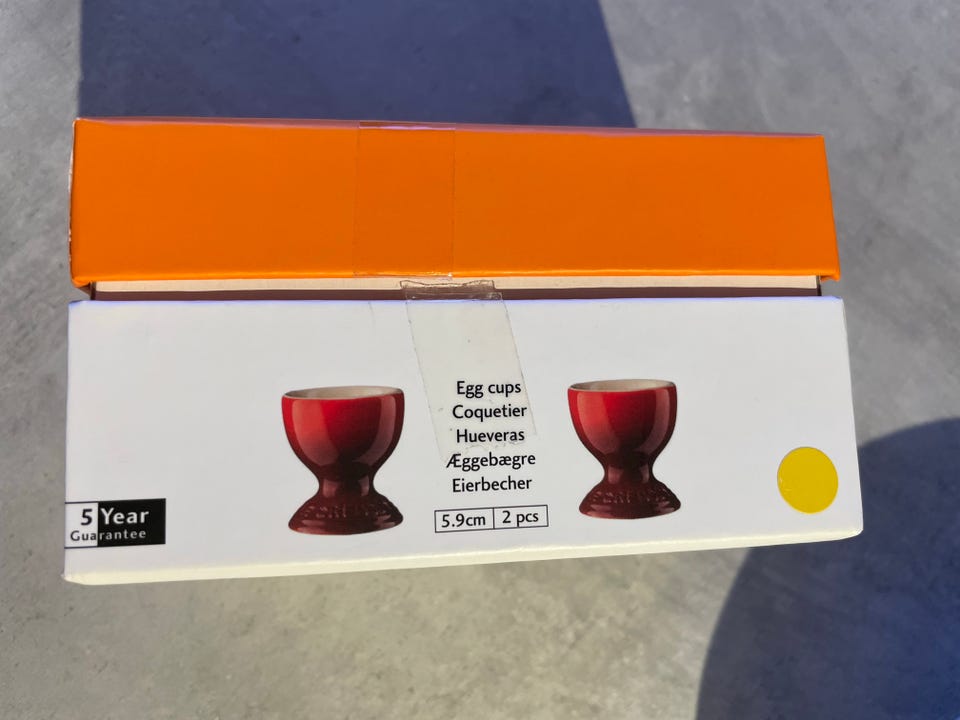 Egg cups
Coquetier
Hueveras
Æggebægre
Eierbecher
5.9cm 2 pcs
5 Year
Guarantee